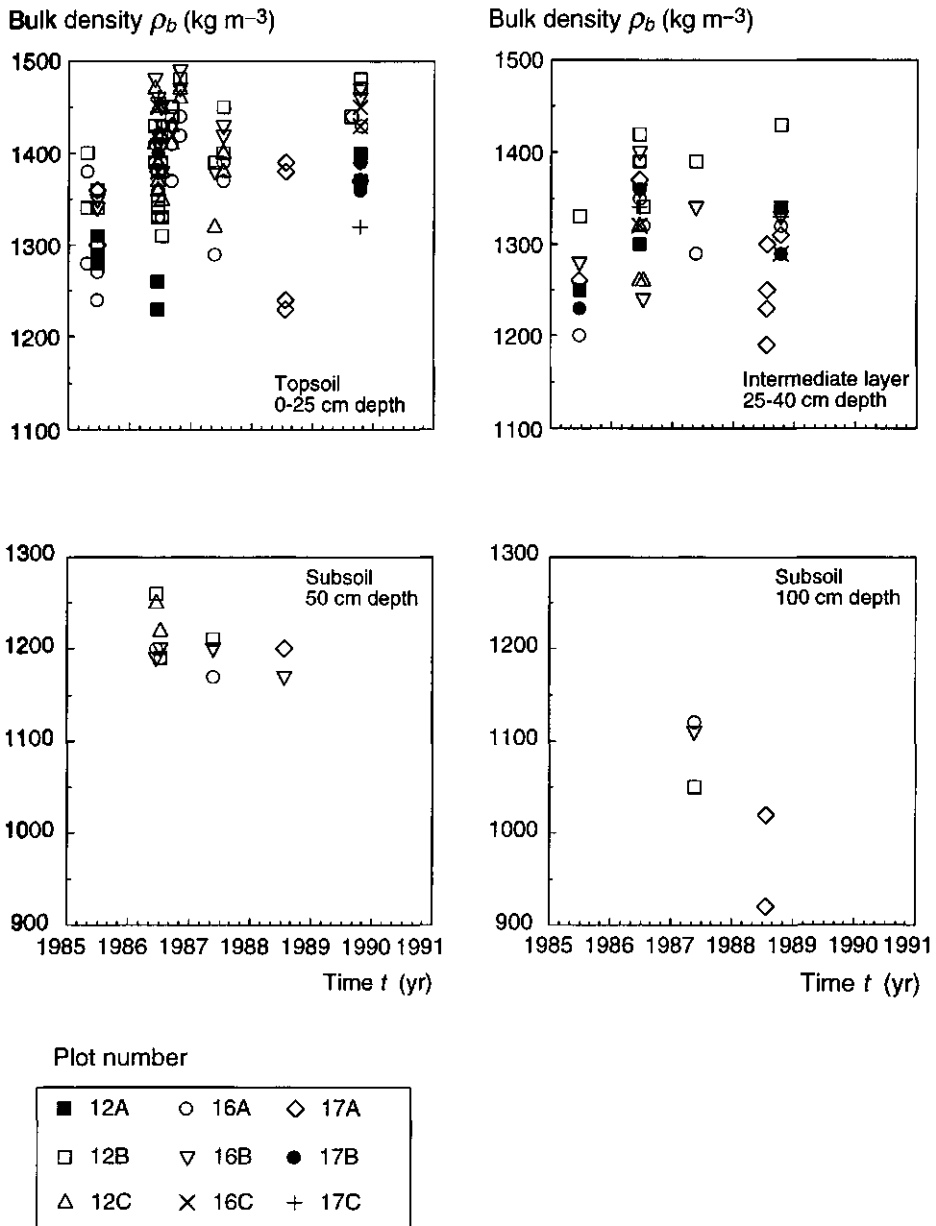 Bulk density ρb (kg m–3)
Bulk density ρb (kg m–3)
1500
1400
1300
1200
1100
Topsoil
0-25 cm depth
1500
1400
1300
1200
1100
Intermediate layer
25-40 cm depth
1300
1200
1100
1000
900
Subsoil
50 cm depth
1985 1986 1987 1988 1989 1990 1991
Time t (yr)
1300
1200
1100
1000
900
Subsoil
100 cm depth
1985 1986 1987 1988 1989 1990 1991
Time t (yr)
Plot number
12A 16A 17A
12B 16B 17B
12C 16C 17C